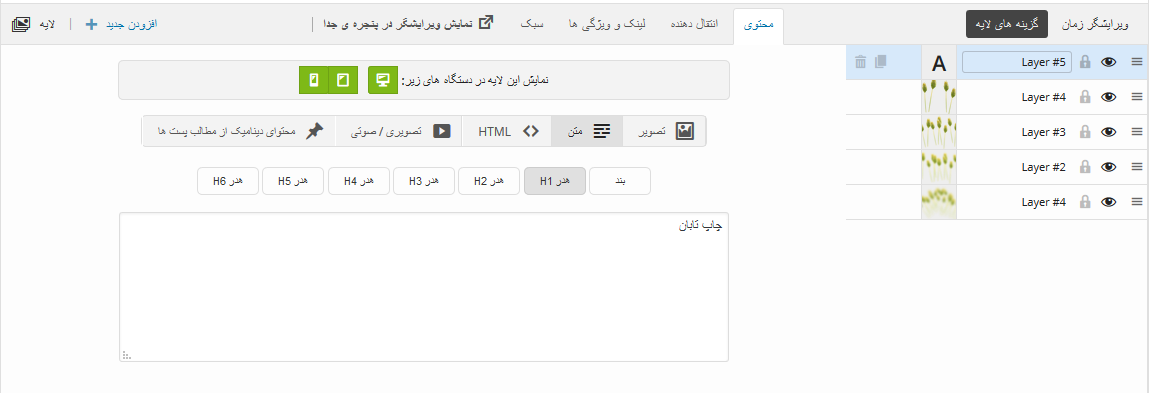 ویرایشگر زمان
گزینه های لایه
محتوی
انتقال دهنده
لینک و ویژگی ها
سبک
نمایش ویرایشگر در پنجره ی جدا
افزودن جدید
لایه
Layer #5
A
Layer #4
Layer #3
Layer #2
Layer #4
نمایش این لایه در دستگاه های زیر:
تصویر
متن
HTML
تصویری / صوتی
محتوای دینامیک از مطالب پست ها
بند
هدر H1
هدر H2
هدر H3
هدر H4
هدر H5
هدر H6
چاپ تابان